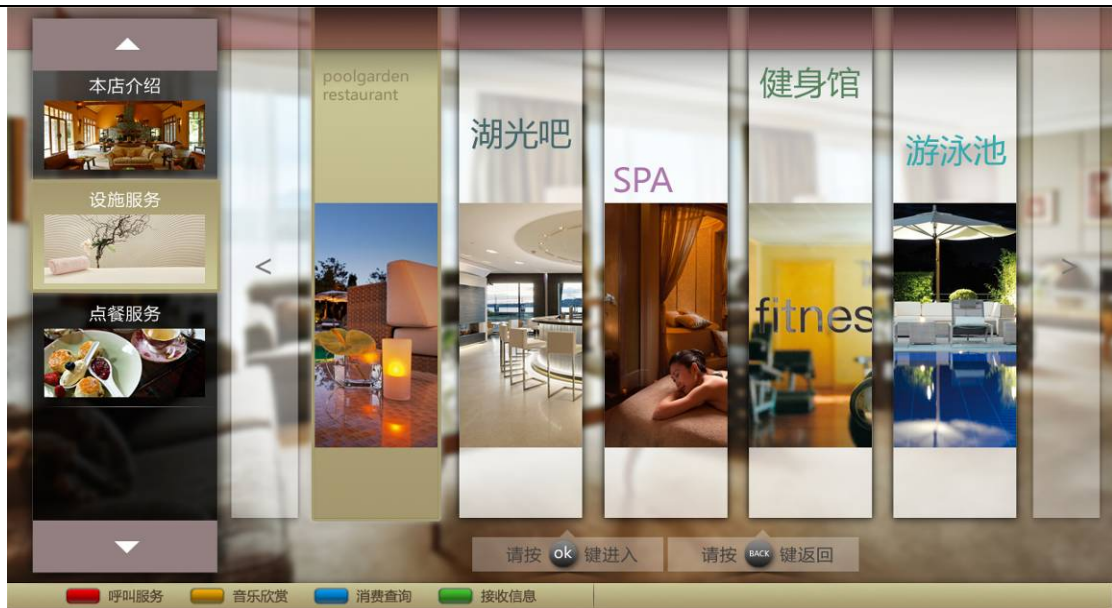 本店介绍
设施服务
点餐服务
poolgarden
restaurant
湖光吧
SPA
健身馆
游泳池
<
fitnes
>
请按 ok 键进入
请按 BACK 键返回
呼叫服务
音乐欣赏
消费查询
接收信息